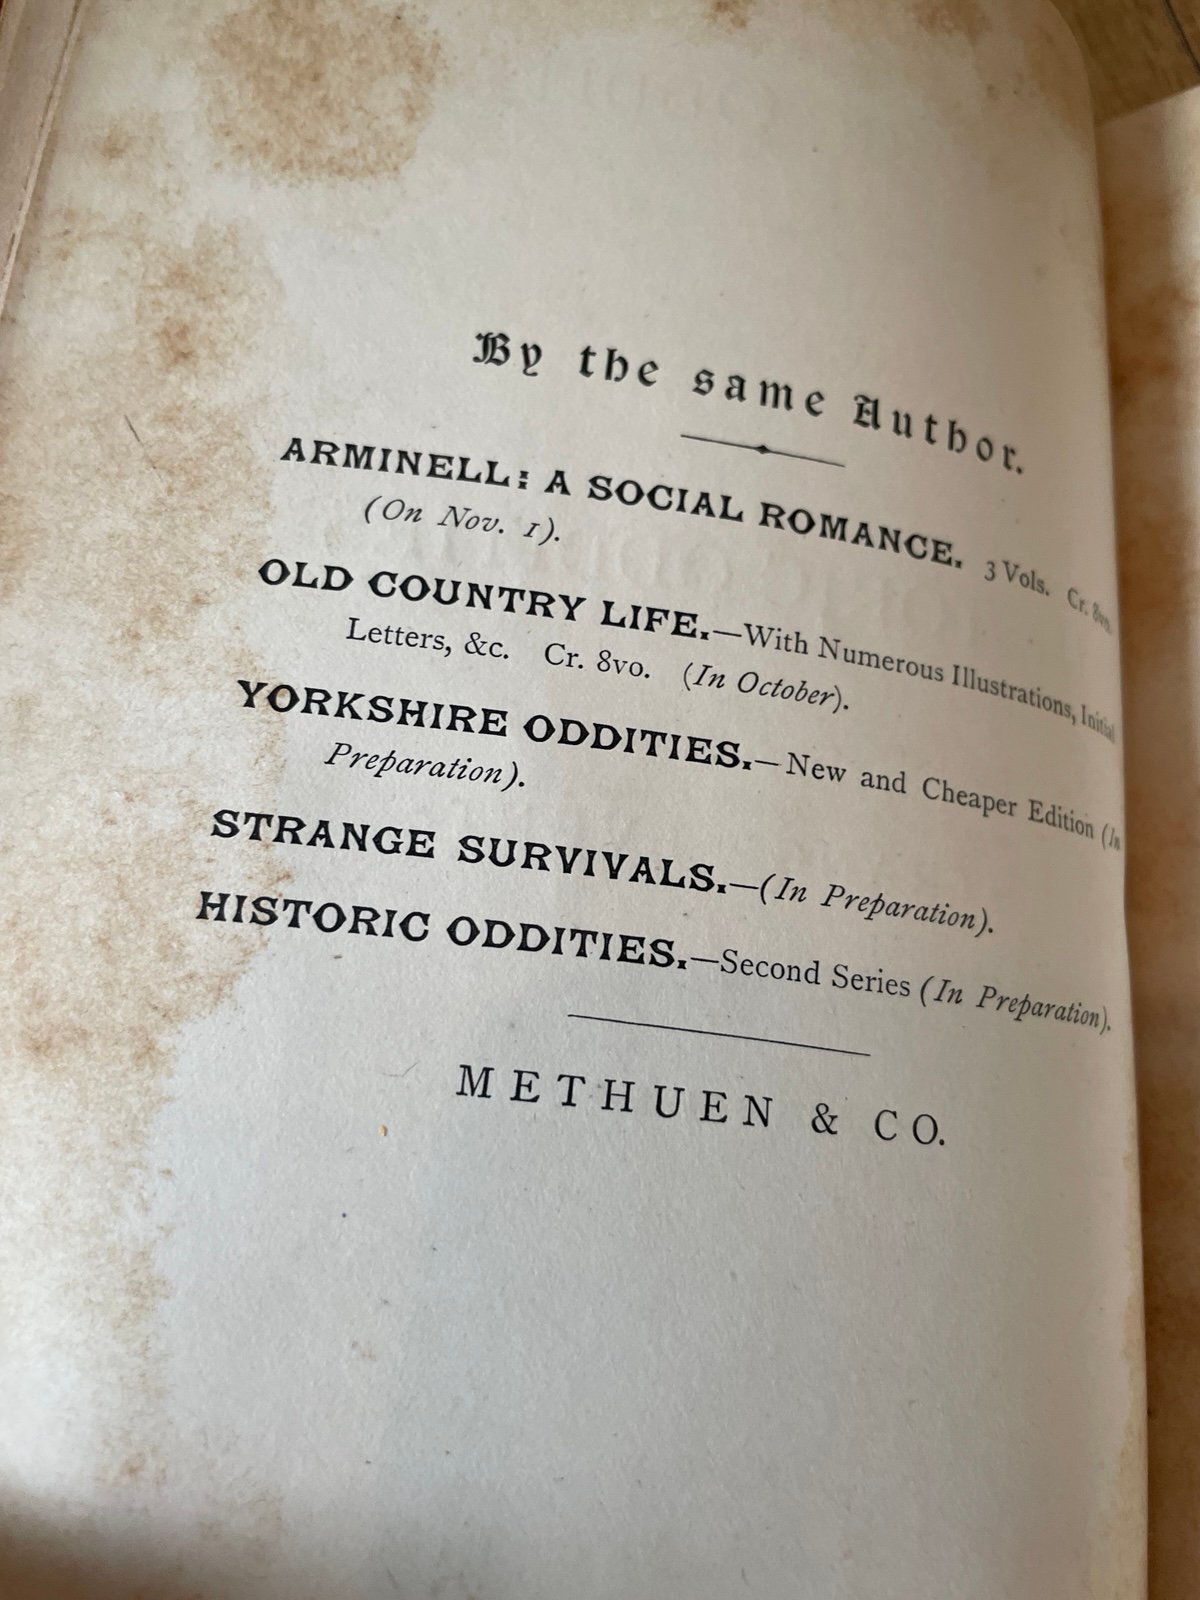 By the same Author.
ARMINELL: A SOCIAL ROMANCE. 3 Vols. Cr. 8vo.
(On Nov. 1).
OLD COUNTRY LIFE.—With Numerous Illustrations, Initial
Letters, &c. Cr. 8vo. (In October).
YORKSHIRE ODDITIES.—New and Cheaper Edition (In
Preparation).
STRANGE SURVIVALS.—(In Preparation).
HISTORIC ODDITIES.—Second Series (In Preparation).
METHUEN & CO.